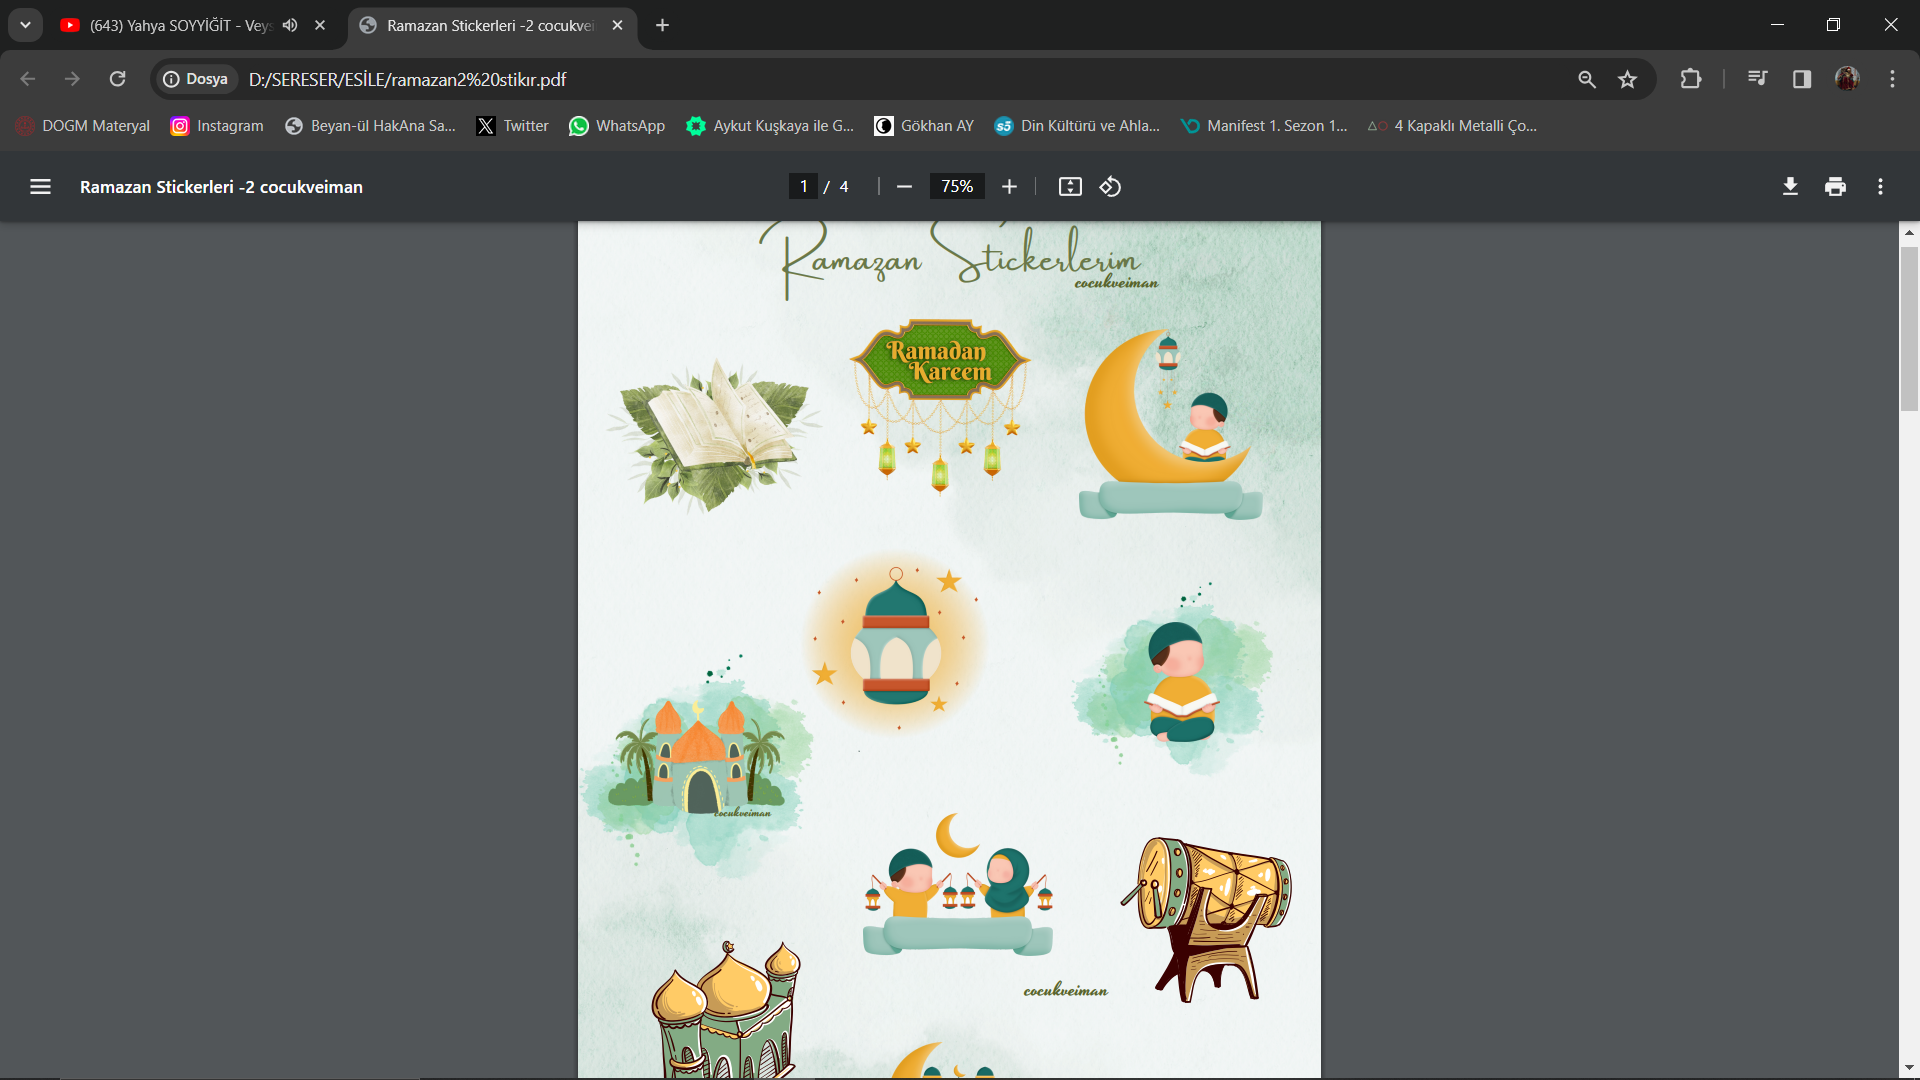 (643) Yahya SOYYİĞİT - Veys
Ramazan Stickerleri -2 cocukvei
Dosya
D:/SERESER/ESİLE/ramazan2%20stikır.pdf
DOGM Materyal
Instagram
Beyan-ül HakAna Sa...
Twitter
WhatsApp
Aykut Kuşkaya ile G...
Gökhan AY
Din Kültürü ve Ahla...
Manifest 1. Sezon 1...
4 Kapaklı Metalli Ço...
Ramazan Stickerleri -2 cocukveiman
1 / 4
75%
Ramazan Stickerlerim
cocukveiman
Ramadan
Kareem
cocukveiman
cocukveiman